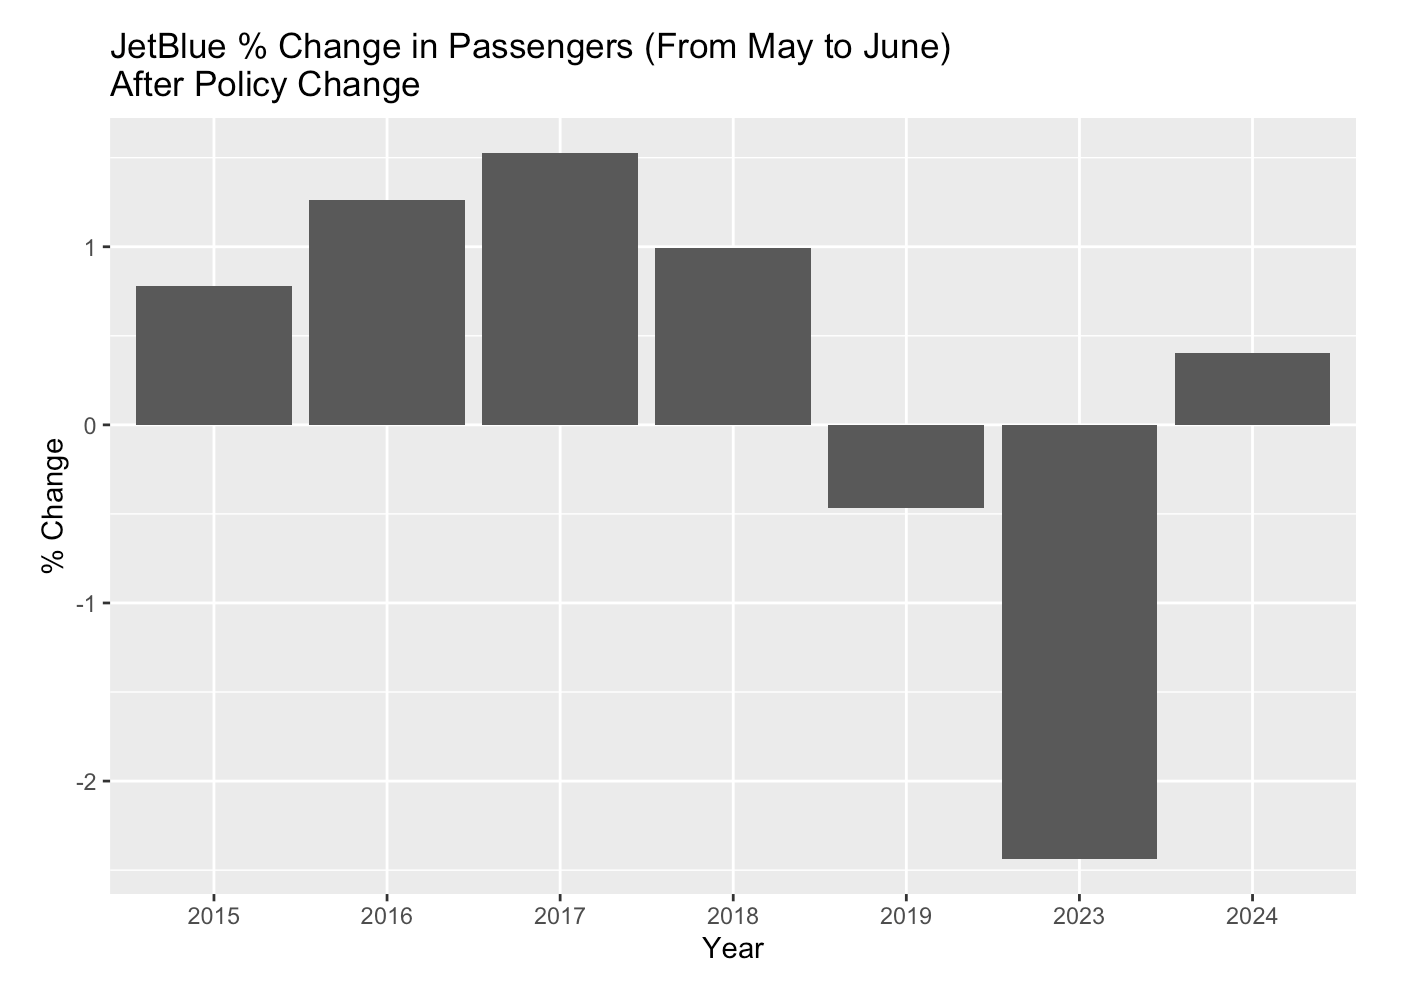 JetBlue % Change in Passengers (From May to June)
After Policy Change
% Change
1
0
-1
-2
2015 2016 2017 2018 2019 2023 2024
Year